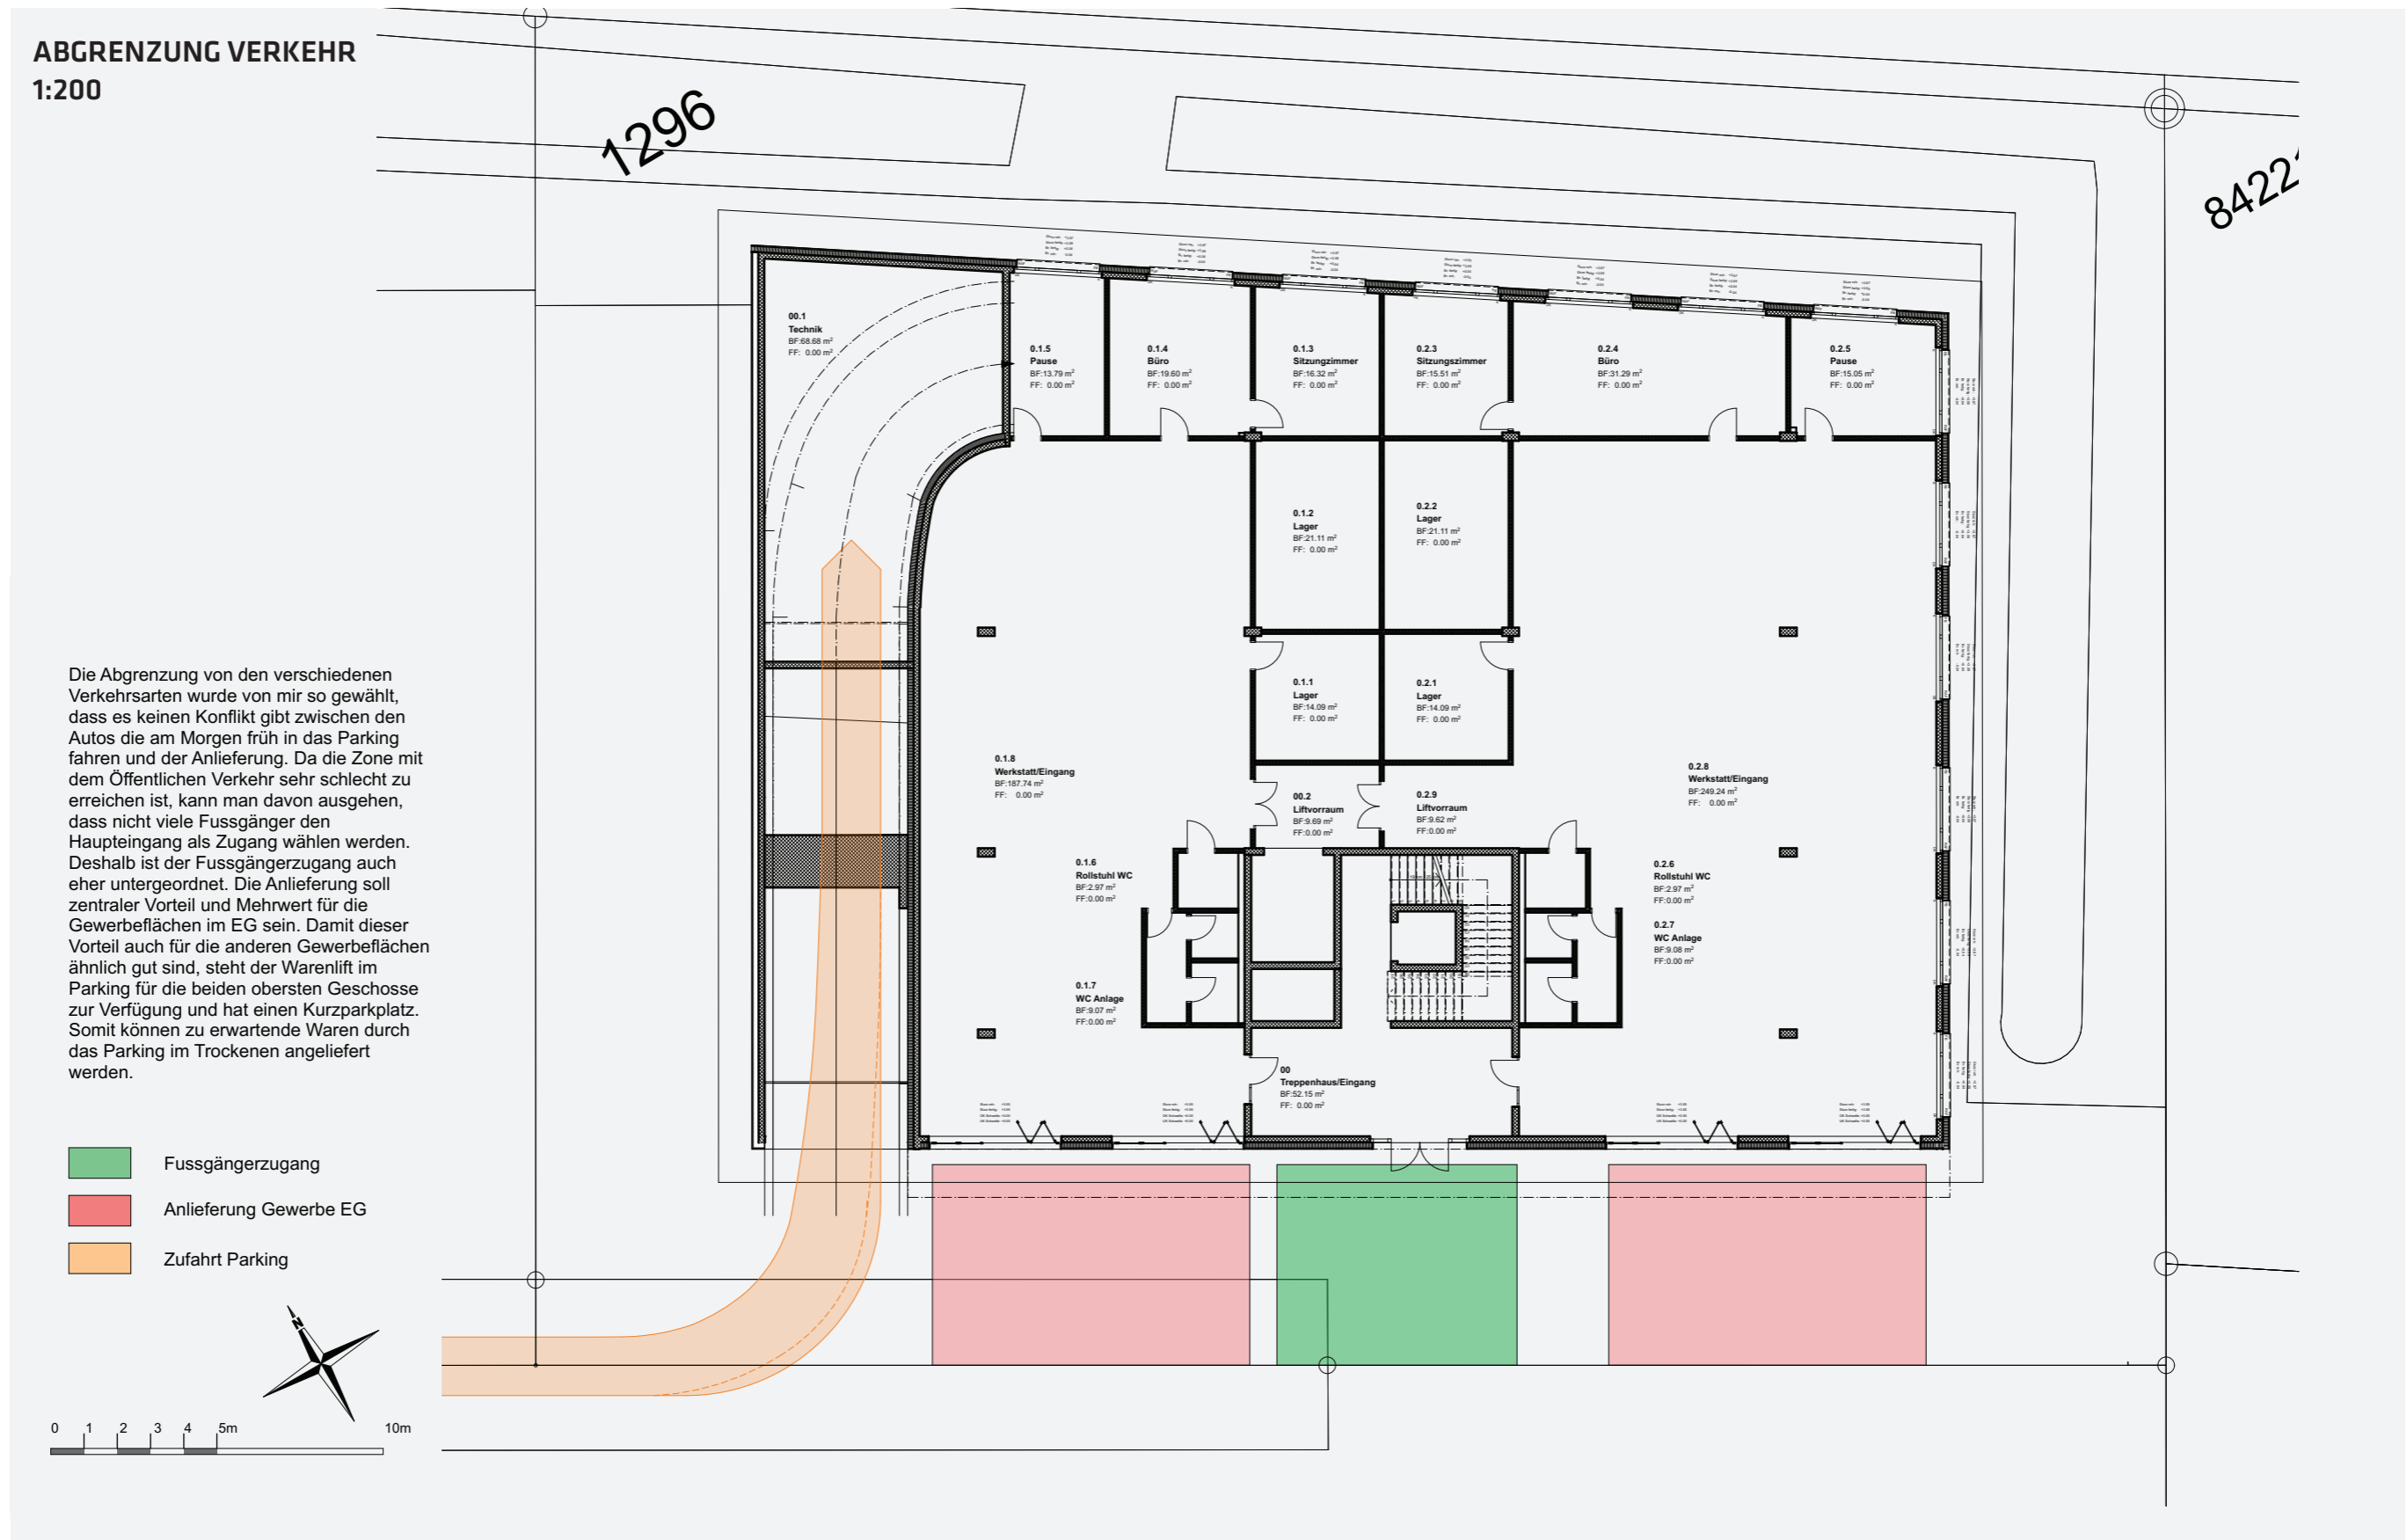 ABGRENZUNG VERKEHR
1:200
1296
00.1
Technik
BF:68.68 m²
FF: 0.00 m²
0.1.5
Pause
BF:13.79 m²
FF: 0.00 m²
0.1.4
Büro
BF:19.60 m²
FF: 0.00 m²
0.1.3
Sitzungzimmer
BF:16.32 m²
FF: 0.00 m²
0.2.3
Sitzungszimmer
BF:15.51 m²
FF: 0.00 m²
0.2.4
Büro
BF:31.29 m²
FF: 0.00 m²
0.2.5
Pause
BF:15.05 m²
FF: 0.00 m²
0.1.2
Lager
BF:21.11 m²
FF: 0.00 m²
0.2.2
Lager
BF:21.11 m²
FF: 0.00 m²
0.1.1
Lager
BF:14.09 m²
FF: 0.00 m²
0.2.1
Lager
BF:14.09 m²
FF: 0.00 m²
0.1.8
Werkstatt/Eingang
BF:187.74 m²
FF: 0.00 m²
00.2
Liftvorraum
BF:9.69 m²
FF:0.00 m²
0.2.9
Liftvorraum
BF:9.62 m²
FF:0.00 m²
0.2.8
Werkstatt/Eingang
BF:249.24 m²
FF: 0.00 m²
0.1.6
Rollstuhl WC
BF:2.97 m²
FF:0.00 m²
0.2.6
Rollstuhl WC
BF:2.97 m²
FF:0.00 m²
0.2.7
WC Anlage
BF:9.08 m²
FF:0.00 m²
0.1.7
WC Anlage
BF:9.07 m²
FF:0.00 m²
00
Treppenhaus/Eingang
BF:52.15 m²
FF: 0.00 m²
Die Abgrenzung von den verschiedenen
Verkehrsarten wurde von mir so gewählt,
dass es keinen Konflikt gibt zwischen den
Autos die am Morgen früh in das Parking
fahren und der Anlieferung. Da die Zone mit
dem Öffentlichen Verkehr sehr schlecht zu
erreichen ist, kann man davon ausgehen,
dass nicht viele Fussgänger den
Haupteingang als Zugang wählen werden.
Deshalb ist der Fussgängerzugang auch
eher untergeordnet. Die Anlieferung soll
zentraler Vorteil und Mehrwert für die
Gewerbeflächen im EG sein. Damit dieser
Vorteil auch für die anderen Gewerbeflächen
ähnlich gut sind, steht der Warenlift im
Parking für die beiden obersten Geschosse
zur Verfügung und hat einen Kurzparkplatz.
Somit können zu erwartende Waren durch
das Parking im Trockenen angeliefert
werden.
Fussgängerzugang
Anlieferung Gewerbe EG
Zufahrt Parking
N
0 1 2 3 4 5m 10m